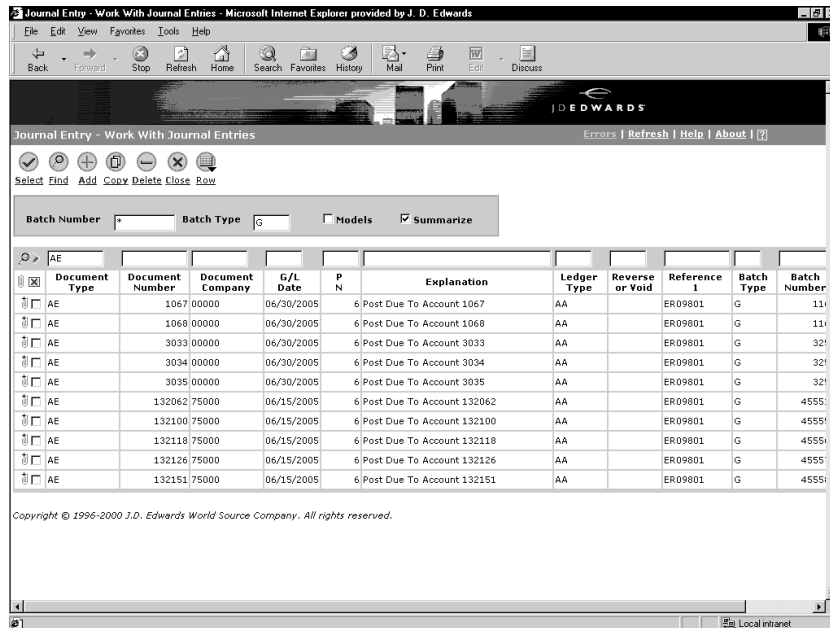 Journal Entry - Work With Journal Entries - Microsoft Internet Explorer provided by J. D. Edwards
File Edit View Favorites Tools Help
Back Forward Stop Refresh Home Search Favorites History Mail Print Edit Discuss
JDEDWARDS
Journal Entry - Work With Journal Entries Errors | Refresh | Help | About | ?
Select Find Add Copy Delete Close Row
Batch Number * Batch Type G Models Summarize
AE
Document Type Document Number Document Company G/L Date P N Explanation Ledger Type Reverse or Void Reference 1 Batch Type Batch Number
AE 1067 00000 06/30/2005 6 Post Due To Account 1067 AA ER09801 G
AE 1068 00000 06/30/2005 6 Post Due To Account 1068 AA ER09801 G
AE 3033 00000 06/30/2005 6 Post Due To Account 3033 AA ER09801 G
AE 3034 00000 06/30/2005 6 Post Due To Account 3034 AA ER09801 G
AE 3035 00000 06/30/2005 6 Post Due To Account 3035 AA ER09801 G
AE 132062 75000 06/15/2005 6 Post Due To Account 132062 AA ER09801 G
AE 132100 75000 06/15/2005 6 Post Due To Account 132100 AA ER09801 G
AE 132118 75000 06/15/2005 6 Post Due To Account 132118 AA ER09801 G
AE 132126 75000 06/15/2005 6 Post Due To Account 132126 AA ER09801 G
AE 132151 75000 06/15/2005 6 Post Due To Account 132151 AA ER09801 G
Copyright © 1996-2000 J.D. Edwards World Source Company. All rights reserved.
Local intranet